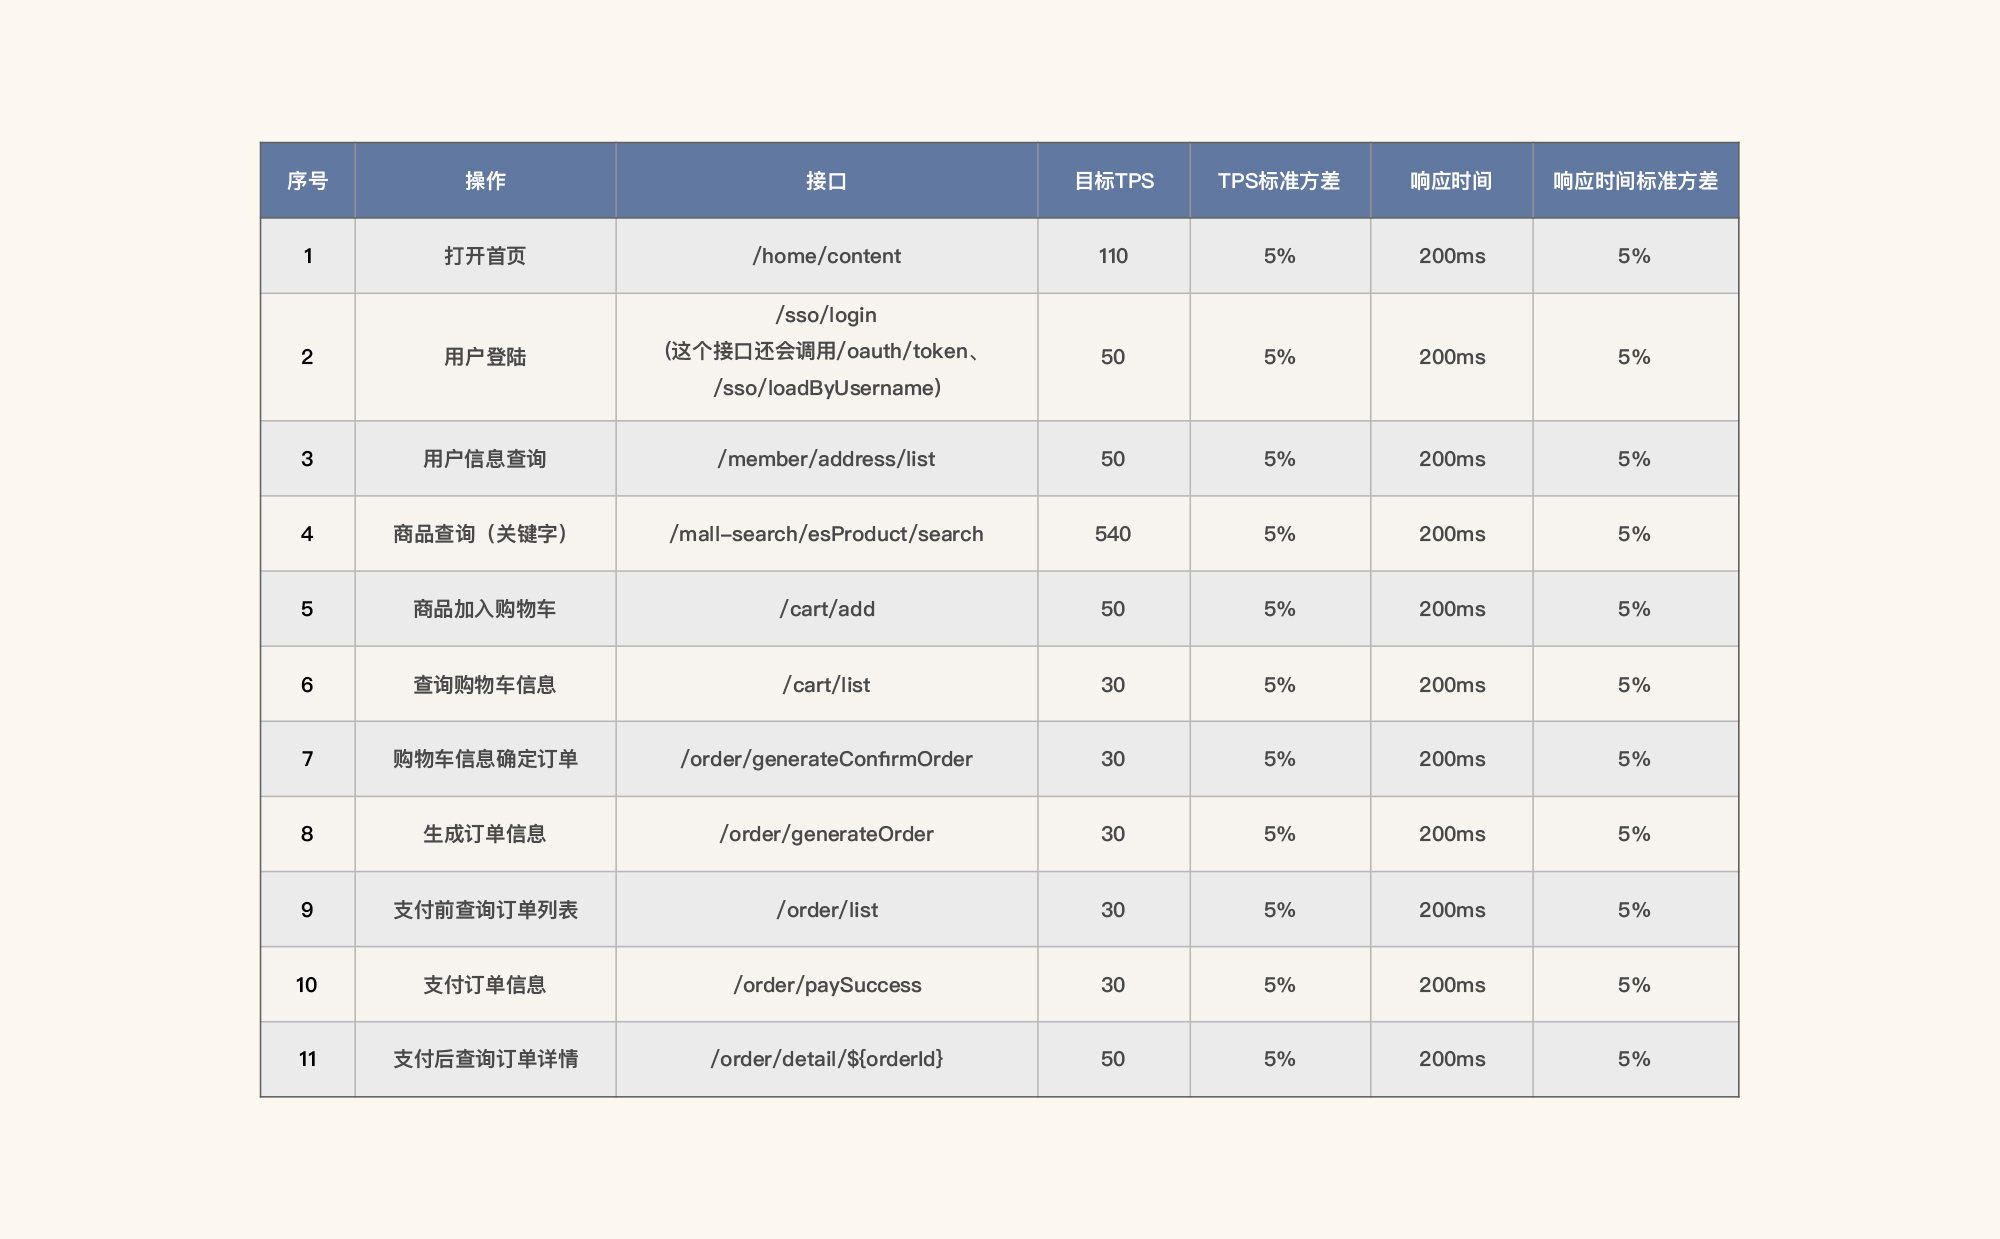 序号 操作 接口 目标TPS TPS标准方差 响应时间 响应时间标准方差
1 打开首页 /home/content 110 5% 200ms 5%
2 用户登陆 /sso/login
(这个接口还会调用/oauth/token、
/sso/loadByUsername) 50 5% 200ms 5%
3 用户信息查询 /member/address/list 50 5% 200ms 5%
4 商品查询（关键字） /mall-search/esProduct/search 540 5% 200ms 5%
5 商品加入购物车 /cart/add 50 5% 200ms 5%
6 查询购物车信息 /cart/list 30 5% 200ms 5%
7 购物车信息确定订单 /order/generateConfirmOrder 30 5% 200ms 5%
8 生成订单信息 /order/generateOrder 30 5% 200ms 5%
9 支付前查询订单列表 /order/list 30 5% 200ms 5%
10 支付订单信息 /order/paySuccess 30 5% 200ms 5%
11 支付后查询订单详情 /order/detail/${orderId} 50 5% 200ms 5%